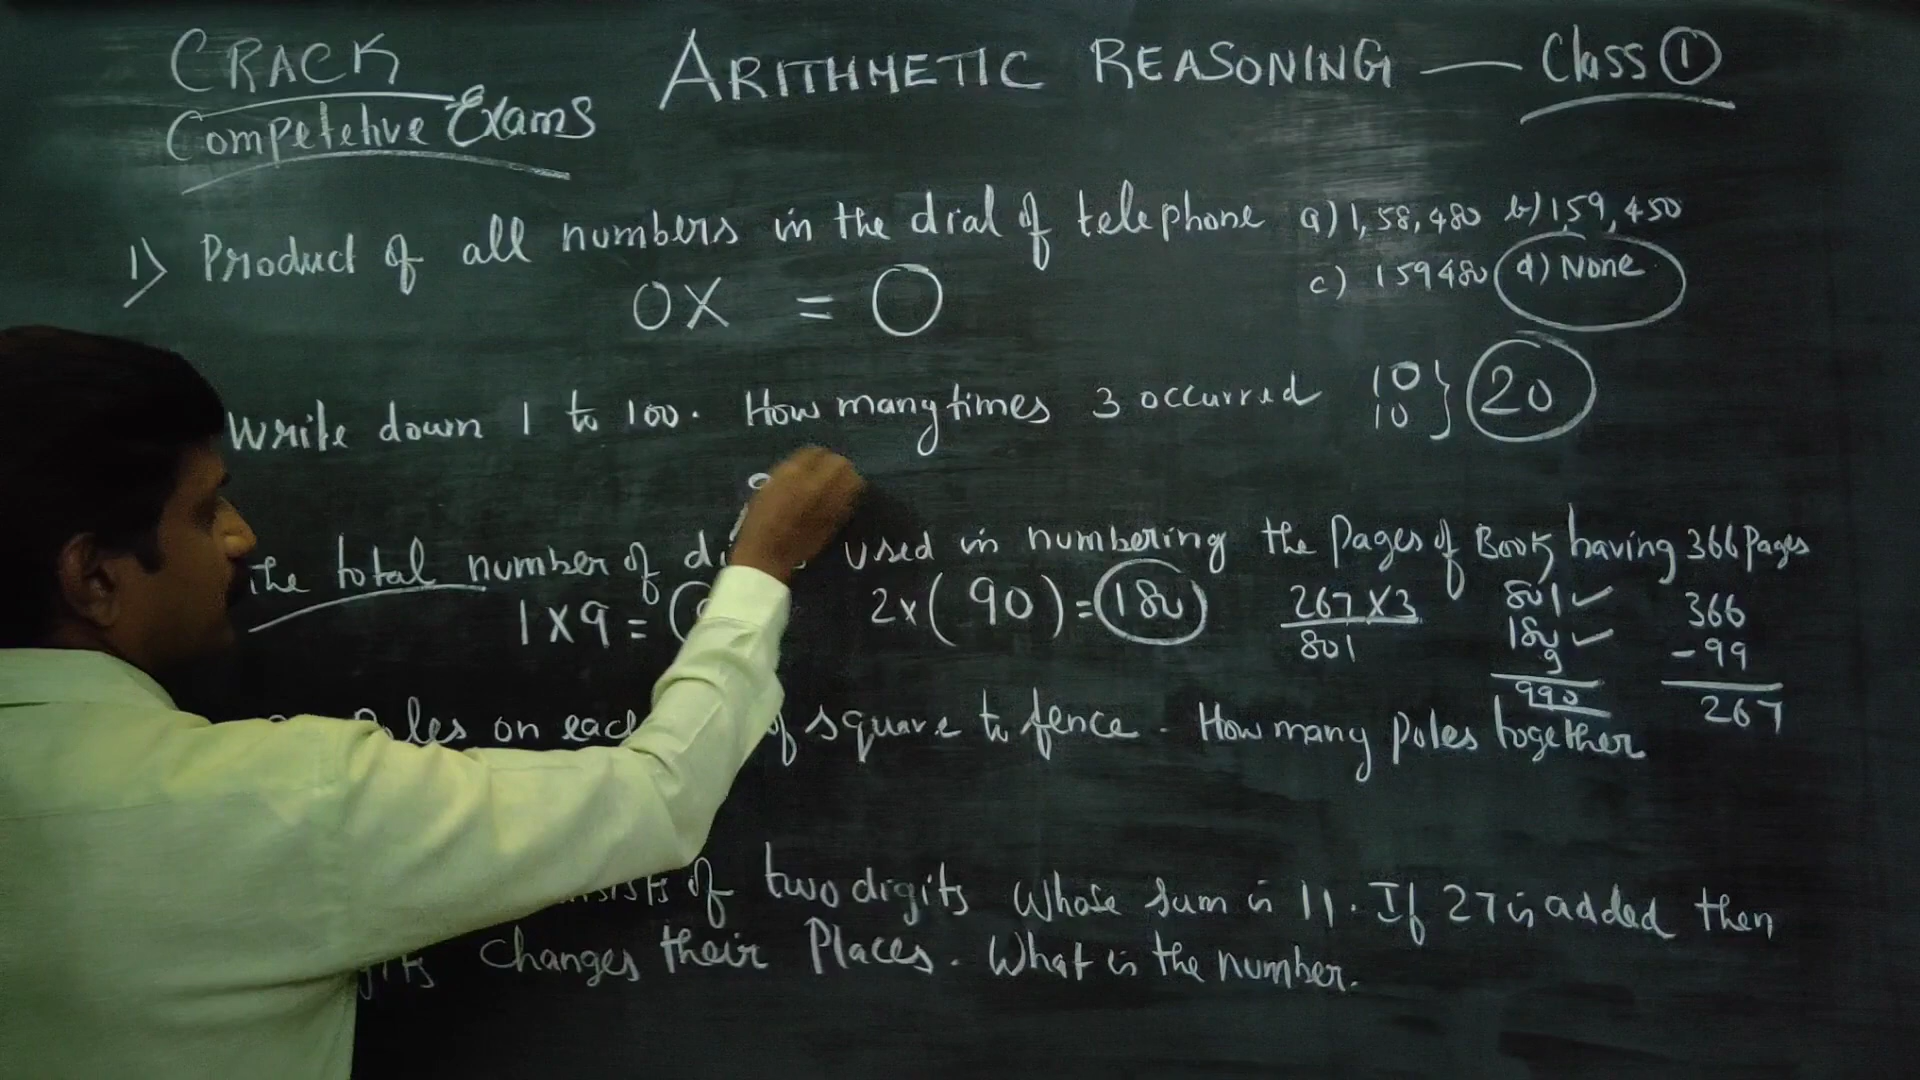 CRACK
Competetive Exams
ARITHMETIC REASONING — Class ①
1) Product of all numbers in the dial of telephone a) 1,58,480 b) 159,450
c) 159480 d) None
0X = 0
Write down 1 to 100. How many times 3 occurred 10 } 20
10
9
the total number of di used in numbering the Pages of Book having 366 Pages
1x9 = 2x( 90 )=180 267x3 801 ✓ 366
801 180 ✓ -99
9
990 267
on each of square to fence. How many poles together
of two digits whose sum is 11. If 27 is added then
changes their Places. What is the number.